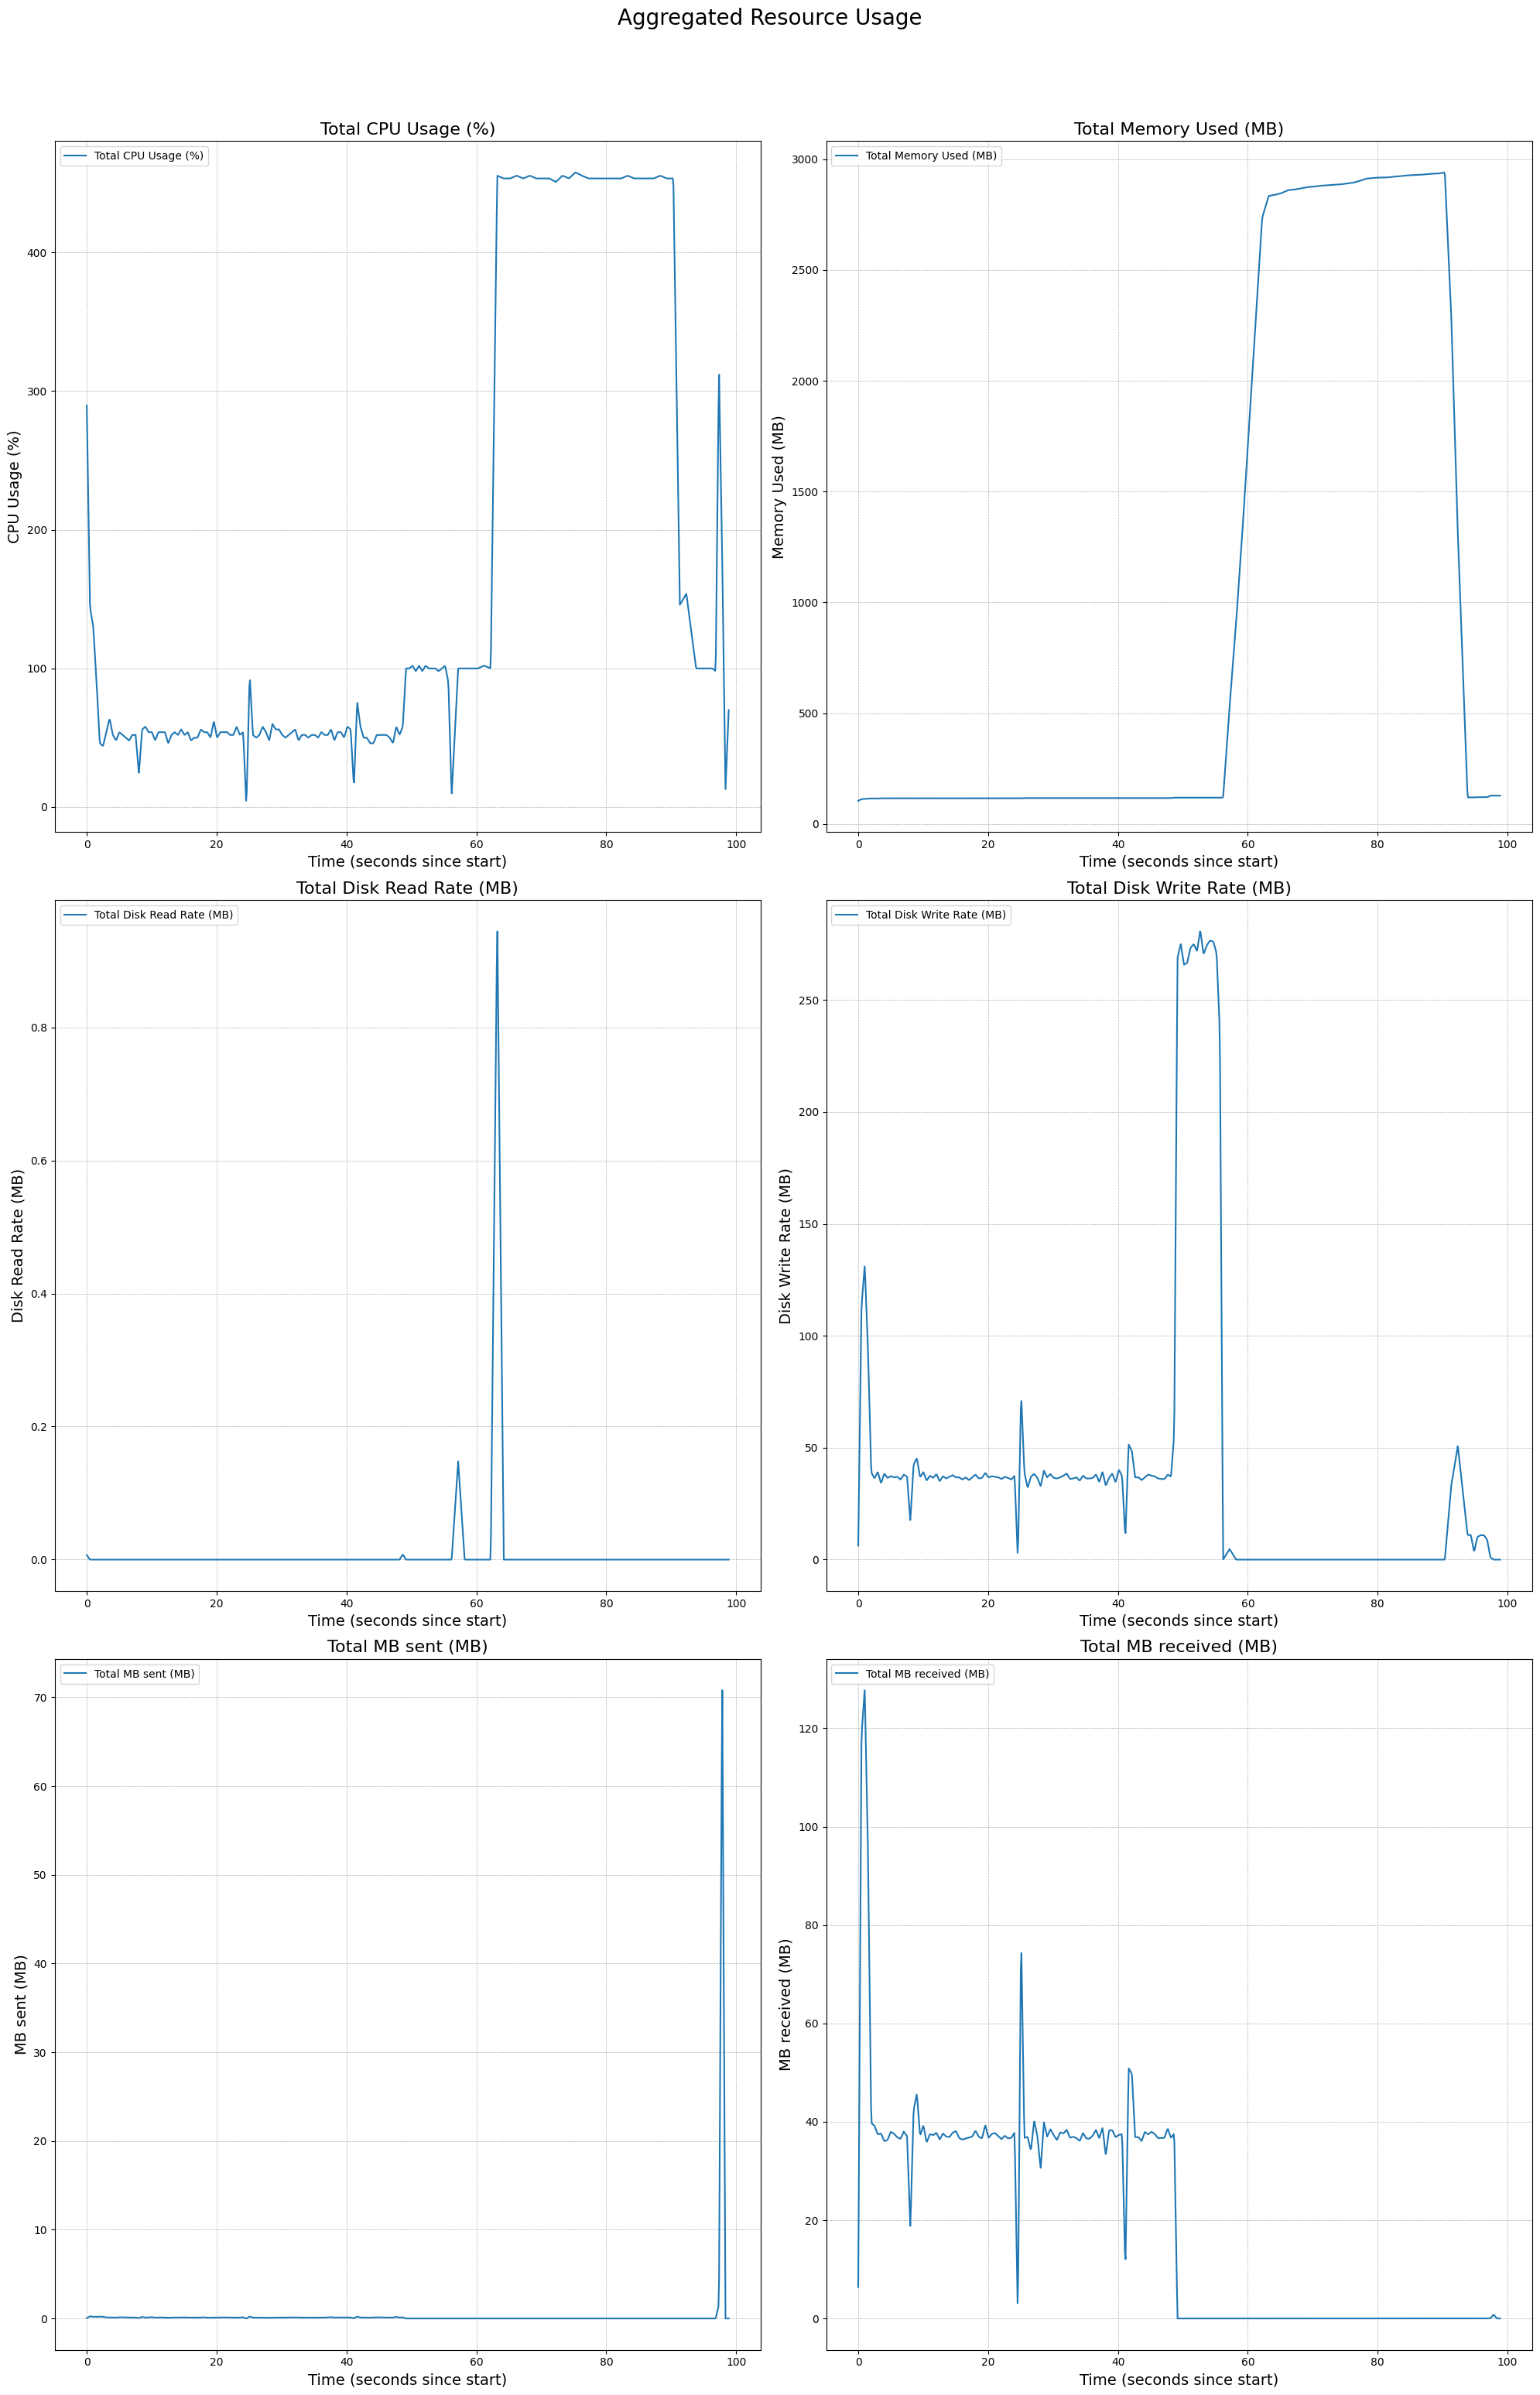 Aggregated Resource Usage
Total CPU Usage (%)
Total CPU Usage (%)
CPU Usage (%)
400
300
200
100
0
0 20 40 60 80 100
Time (seconds since start)
Total Memory Used (MB)
Total Memory Used (MB)
Memory Used (MB)
3000
2500
2000
1500
1000
500
0
0 20 40 60 80 100
Time (seconds since start)
Total Disk Read Rate (MB)
Total Disk Read Rate (MB)
Disk Read Rate (MB)
0.8
0.6
0.4
0.2
0.0
0 20 40 60 80 100
Time (seconds since start)
Total Disk Write Rate (MB)
Total Disk Write Rate (MB)
Disk Write Rate (MB)
250
200
150
100
50
0
0 20 40 60 80 100
Time (seconds since start)
Total MB sent (MB)
Total MB sent (MB)
MB sent (MB)
70
60
50
40
30
20
10
0
0 20 40 60 80 100
Time (seconds since start)
Total MB received (MB)
Total MB received (MB)
MB received (MB)
120
100
80
60
40
20
0
0 20 40 60 80 100
Time (seconds since start)